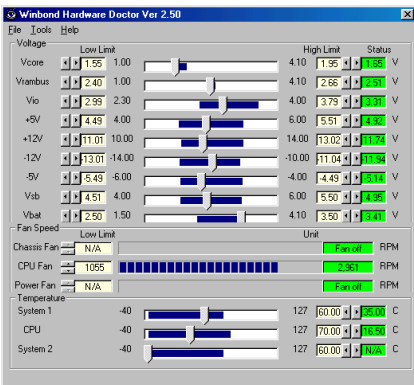 Winbond Hardware Doctor Ver 2.50
File Tools Help
Voltage
Low Limit High Limit Status
Vcore 1.55 1.00 4.10 1.95 1.65 V
Vrambus 2.40 1.00 4.10 2.66 2.51 V
Vio 2.99 2.30 4.00 3.79 3.31 V
+5V 4.49 4.00 6.00 5.51 4.92 V
+12V 11.01 10.00 14.00 13.02 11.74 V
-12V -13.01 -14.00 -10.00 -11.04 -11.94 V
-5V -5.49 -6.00 -4.00 -4.49 -5.14 V
Vsb 4.51 4.00 6.00 5.50 4.95 V
Vbat 2.50 1.50 4.10 3.50 3.41 V
Fan Speed
Low Limit Unit
Chassis Fan N/A Fan off RPM
CPU Fan 1055 2,961 RPM
Power Fan N/A Fan off RPM
Temperature
System 1 -40 127 60.00 35.00 C
CPU -40 127 70.00 16.50 C
System 2 -40 127 60.00 N/A C